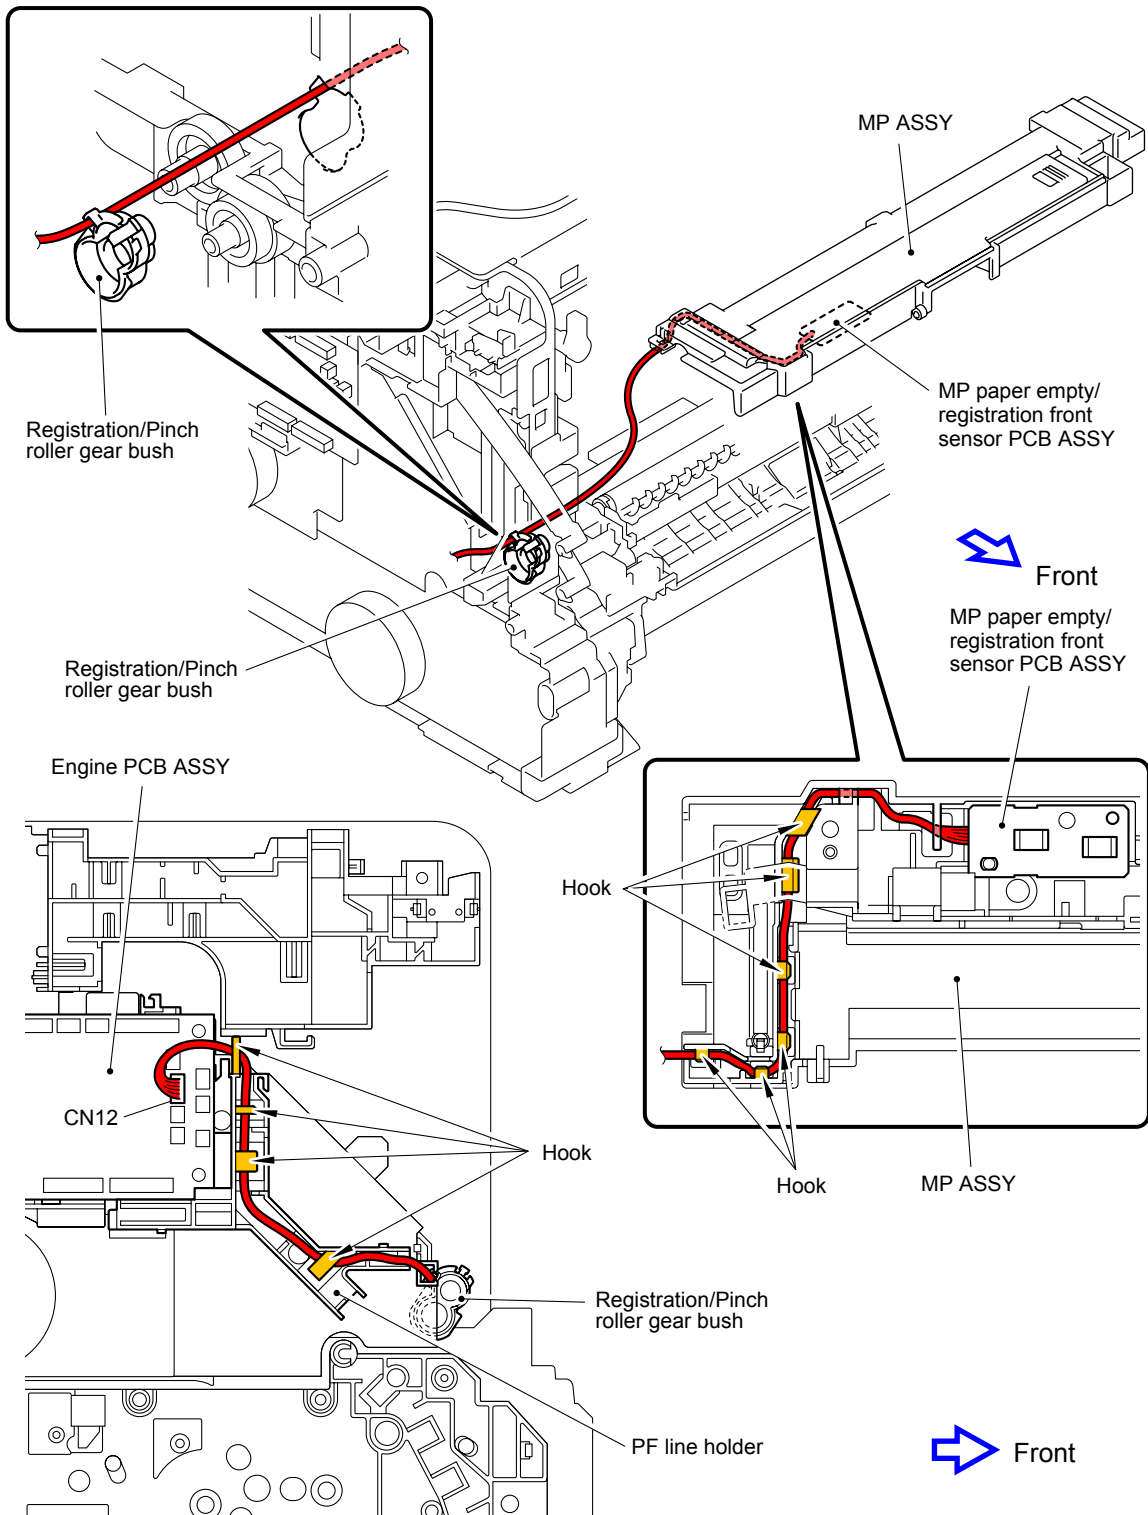 MP ASSY
Registration/Pinch
roller gear bush
MP paper empty/
registration front
sensor PCB ASSY
Front
MP paper empty/
registration front
sensor PCB ASSY
Registration/Pinch
roller gear bush
Engine PCB ASSY
Hook
CN12
Hook
Hook
MP ASSY
Registration/Pinch
roller gear bush
PF line holder
Front